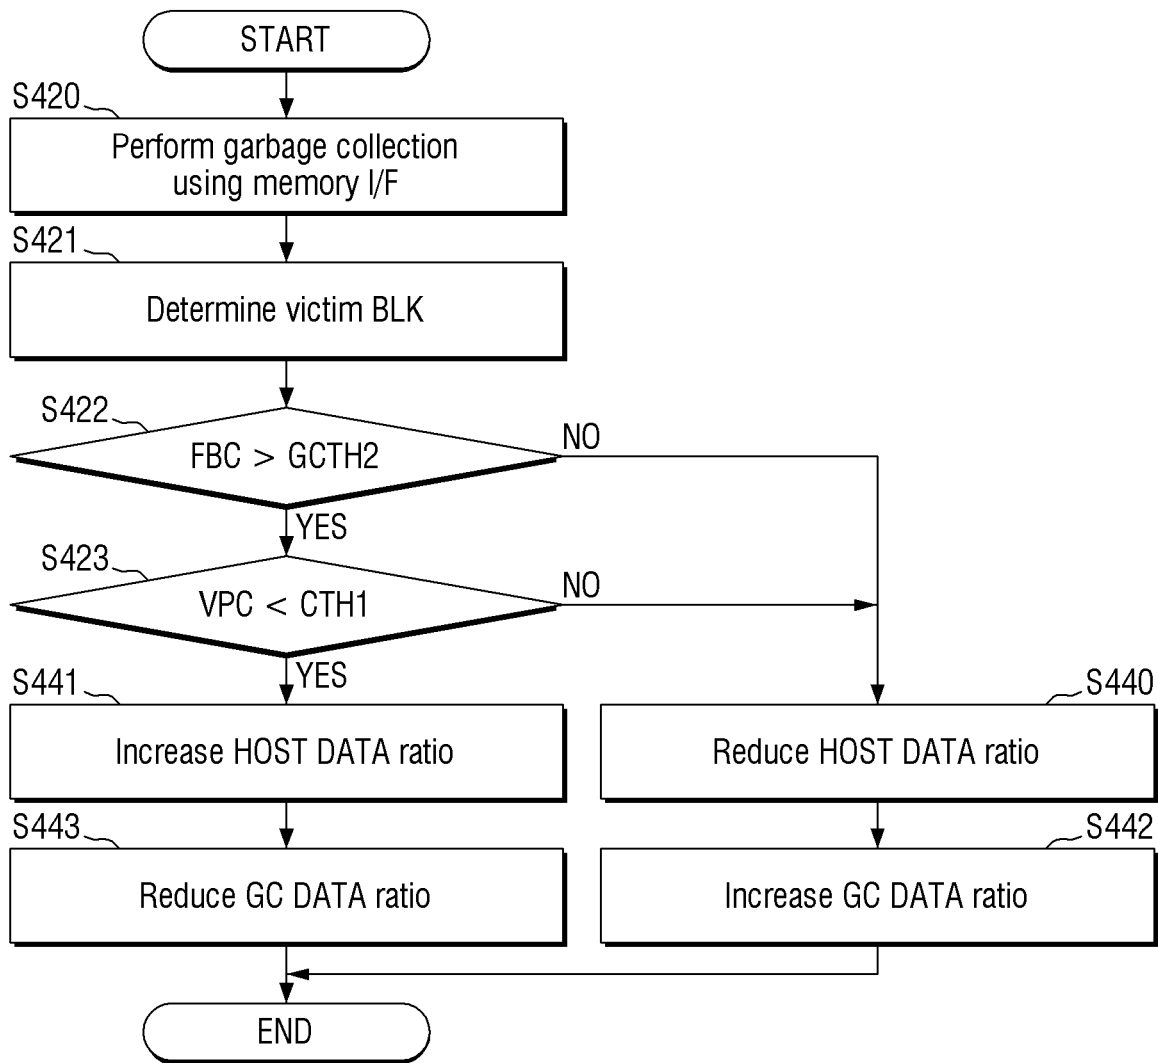 START
S420
Perform garbage collection
using memory I/F
S421
Determine victim BLK
S422
FBC > GCTH2
NO
YES
S423
VPC < CTH1
NO
YES
S441
Increase HOST DATA ratio
S440
Reduce HOST DATA ratio
S443
Reduce GC DATA ratio
S442
Increase GC DATA ratio
END